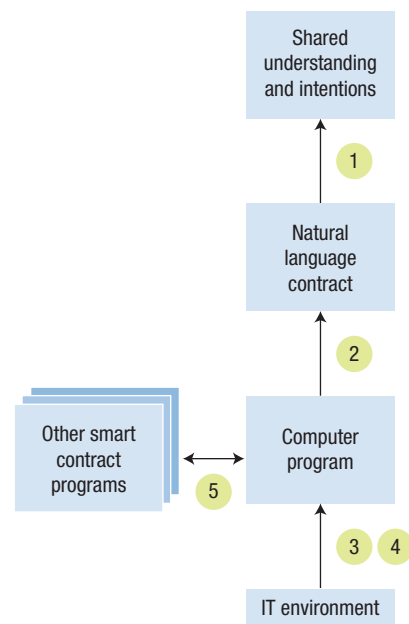 Shared
understanding
and intentions
1
Natural
language
contract
2
Other smart
contract
programs
5
Computer
program
3 4
IT environment